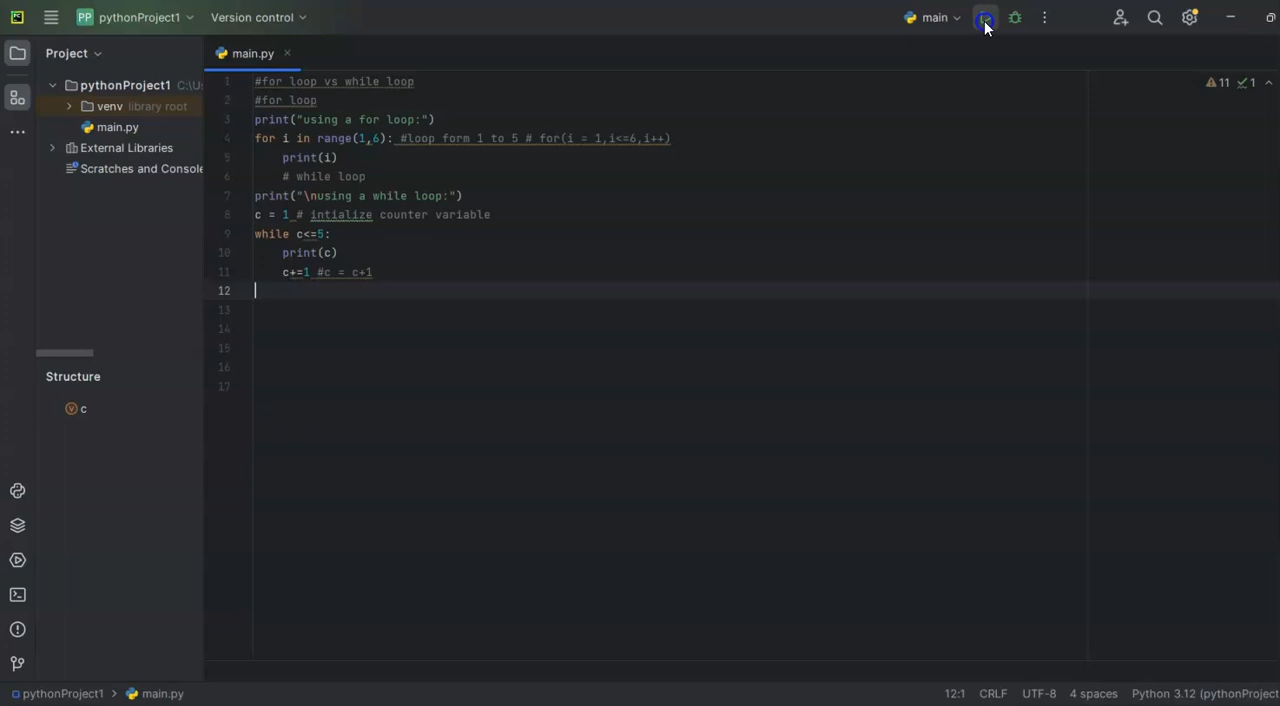 PP pythonProject1 Version control main
Project main.py
pythonProject1 C:\Us
venv library root
main.py
External Libraries
Scratches and Console
1 #for loop vs while loop
2 #for loop
3 print("using a for loop:")
4 for i in range(1,6): #loop form 1 to 5 # for(i = 1,i<=6,i++)
5 print(i)
6 # while loop
7 print("\nusing a while loop:")
8 c = 1 # intialize counter variable
9 while c<=5:
10 print(c)
11 c+=1 #c = c+1
12
13
14
15
16
17
11 1
Structure
c
pythonProject1 > main.py 12:1 CRLF UTF-8 4 spaces Python 3.12 (pythonProject